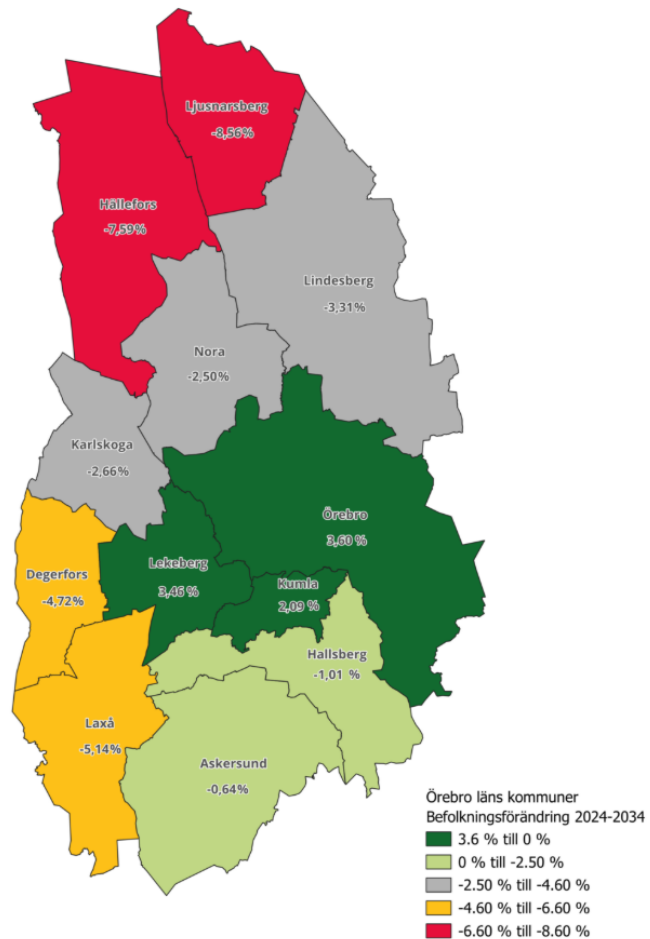 Ljusnarsberg
-8,56%
Hällefors
-7,59%
Lindesberg
-3,31%
Nora
-2,50%
Karlskoga
-2,66%
Örebro
3,60 %
Lekeberg
3,46 %
Kumla
2,09 %
Degerfors
-4,72%
Hallsberg
-1,01 %
Laxå
-5,14%
Askersund
-0,64%
Örebro läns kommuner
Befolkningsförändring 2024-2034
3.6 % till 0 %
0 % till -2.50 %
-2.50 % till -4.60 %
-4.60 % till -6.60 %
-6.60 % till -8.60 %